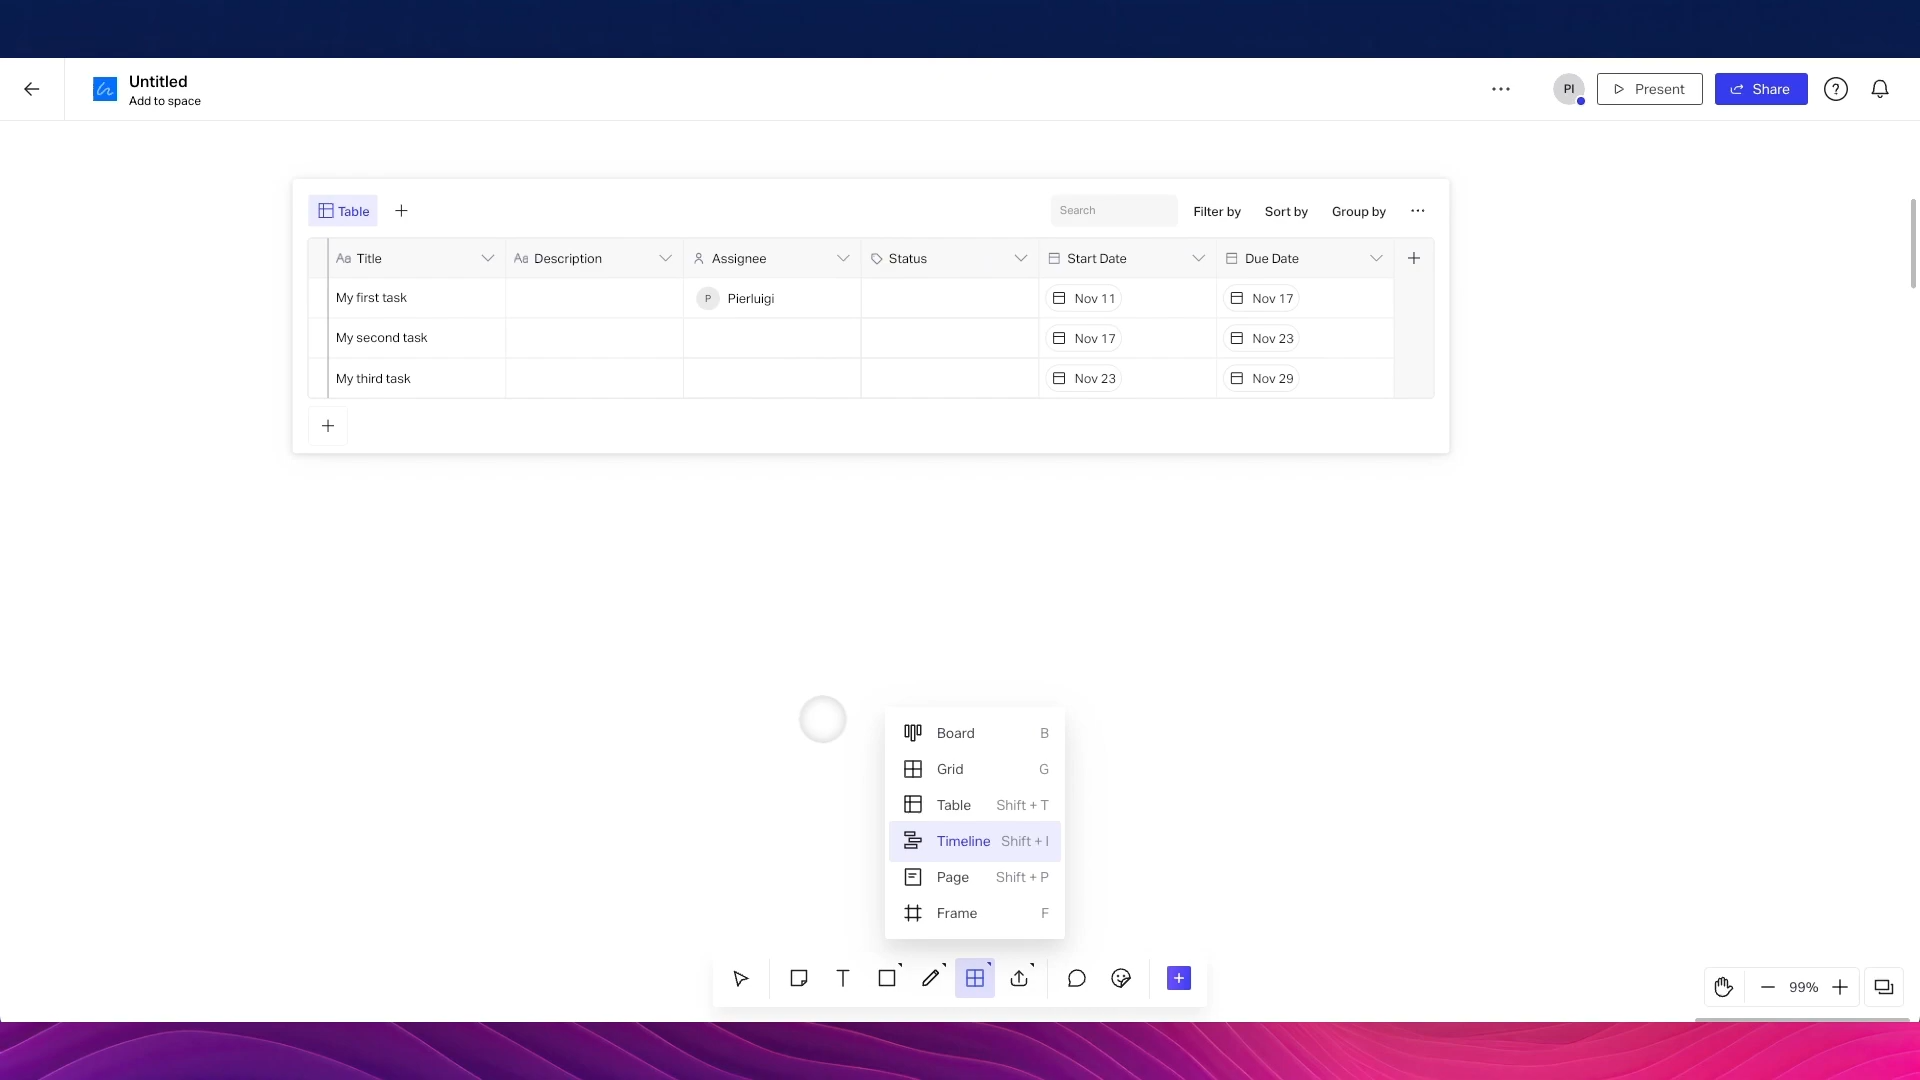 Untitled
Add to space
PI
Present
Share
Table
Search
Filter by
Sort by
Group by
Aa Title
Aa Description
Assignee
Status
Start Date
Due Date
My first task
P
Pierluigi
Nov 11
Nov 17
My second task
Nov 17
Nov 23
My third task
Nov 23
Nov 29
Board B
Grid G
Table Shift + T
Timeline Shift + I
Page Shift + P
Frame F
99%